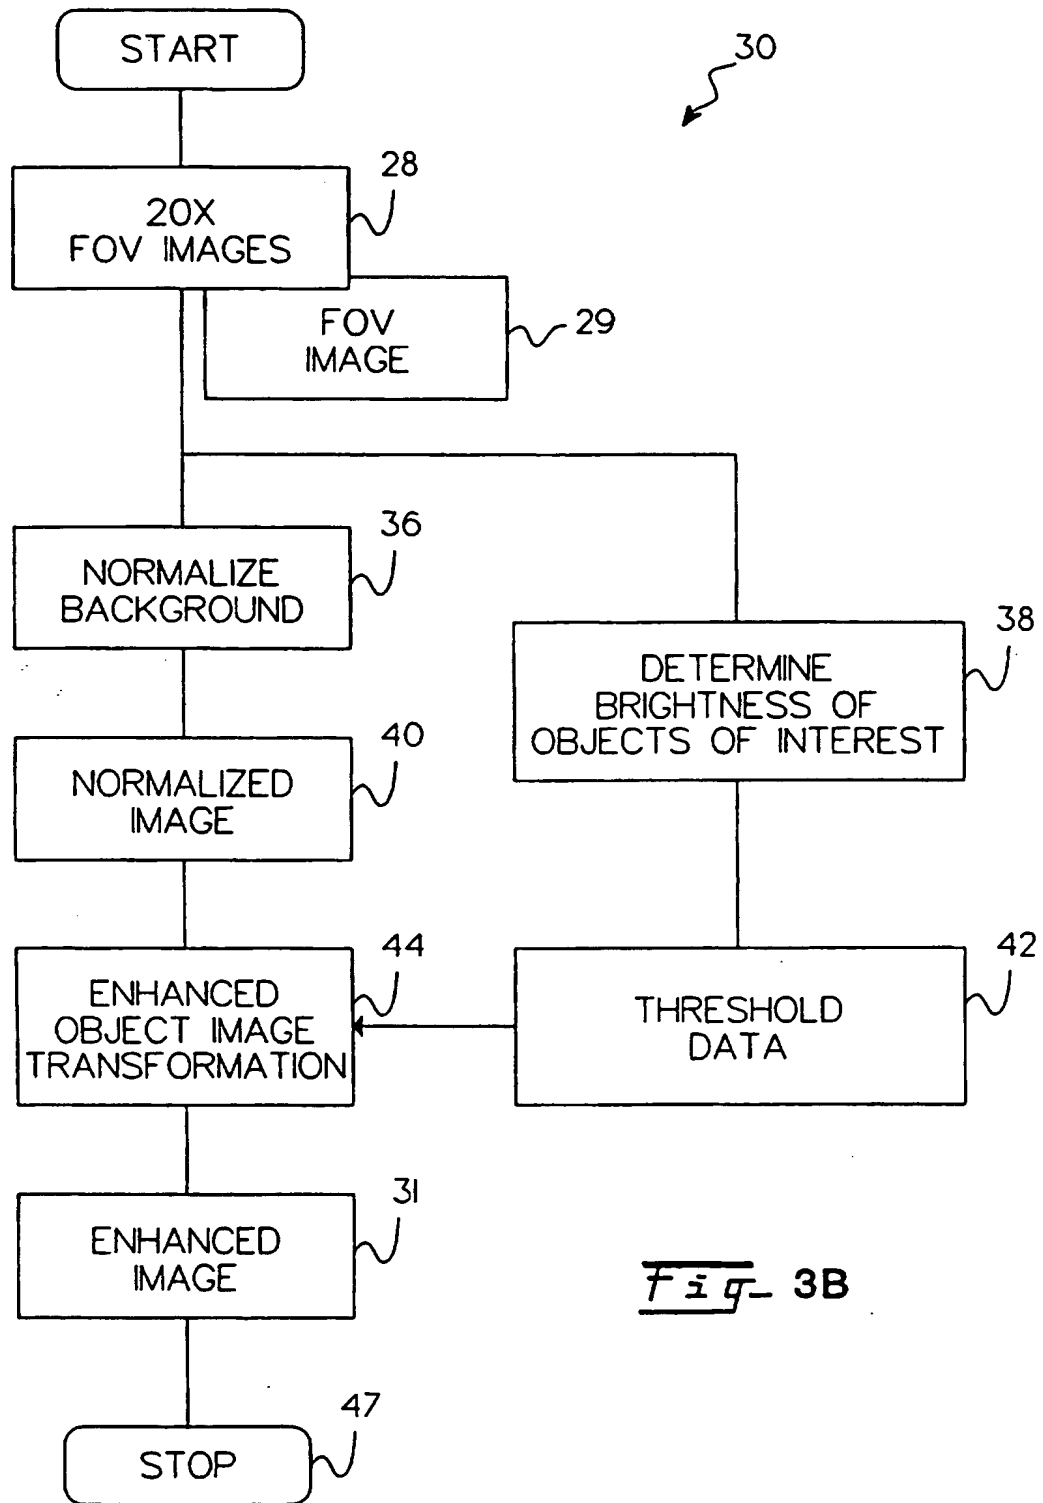 START
30
28
20X
FOV IMAGES
FOV
IMAGE
29
36
NORMALIZE
BACKGROUND
38
DETERMINE
BRIGHTNESS OF
OBJECTS OF INTEREST
40
NORMALIZED
IMAGE
44
ENHANCED
OBJECT IMAGE
TRANSFORMATION
42
THRESHOLD
DATA
31
ENHANCED
IMAGE
Fig 3B
47
STOP